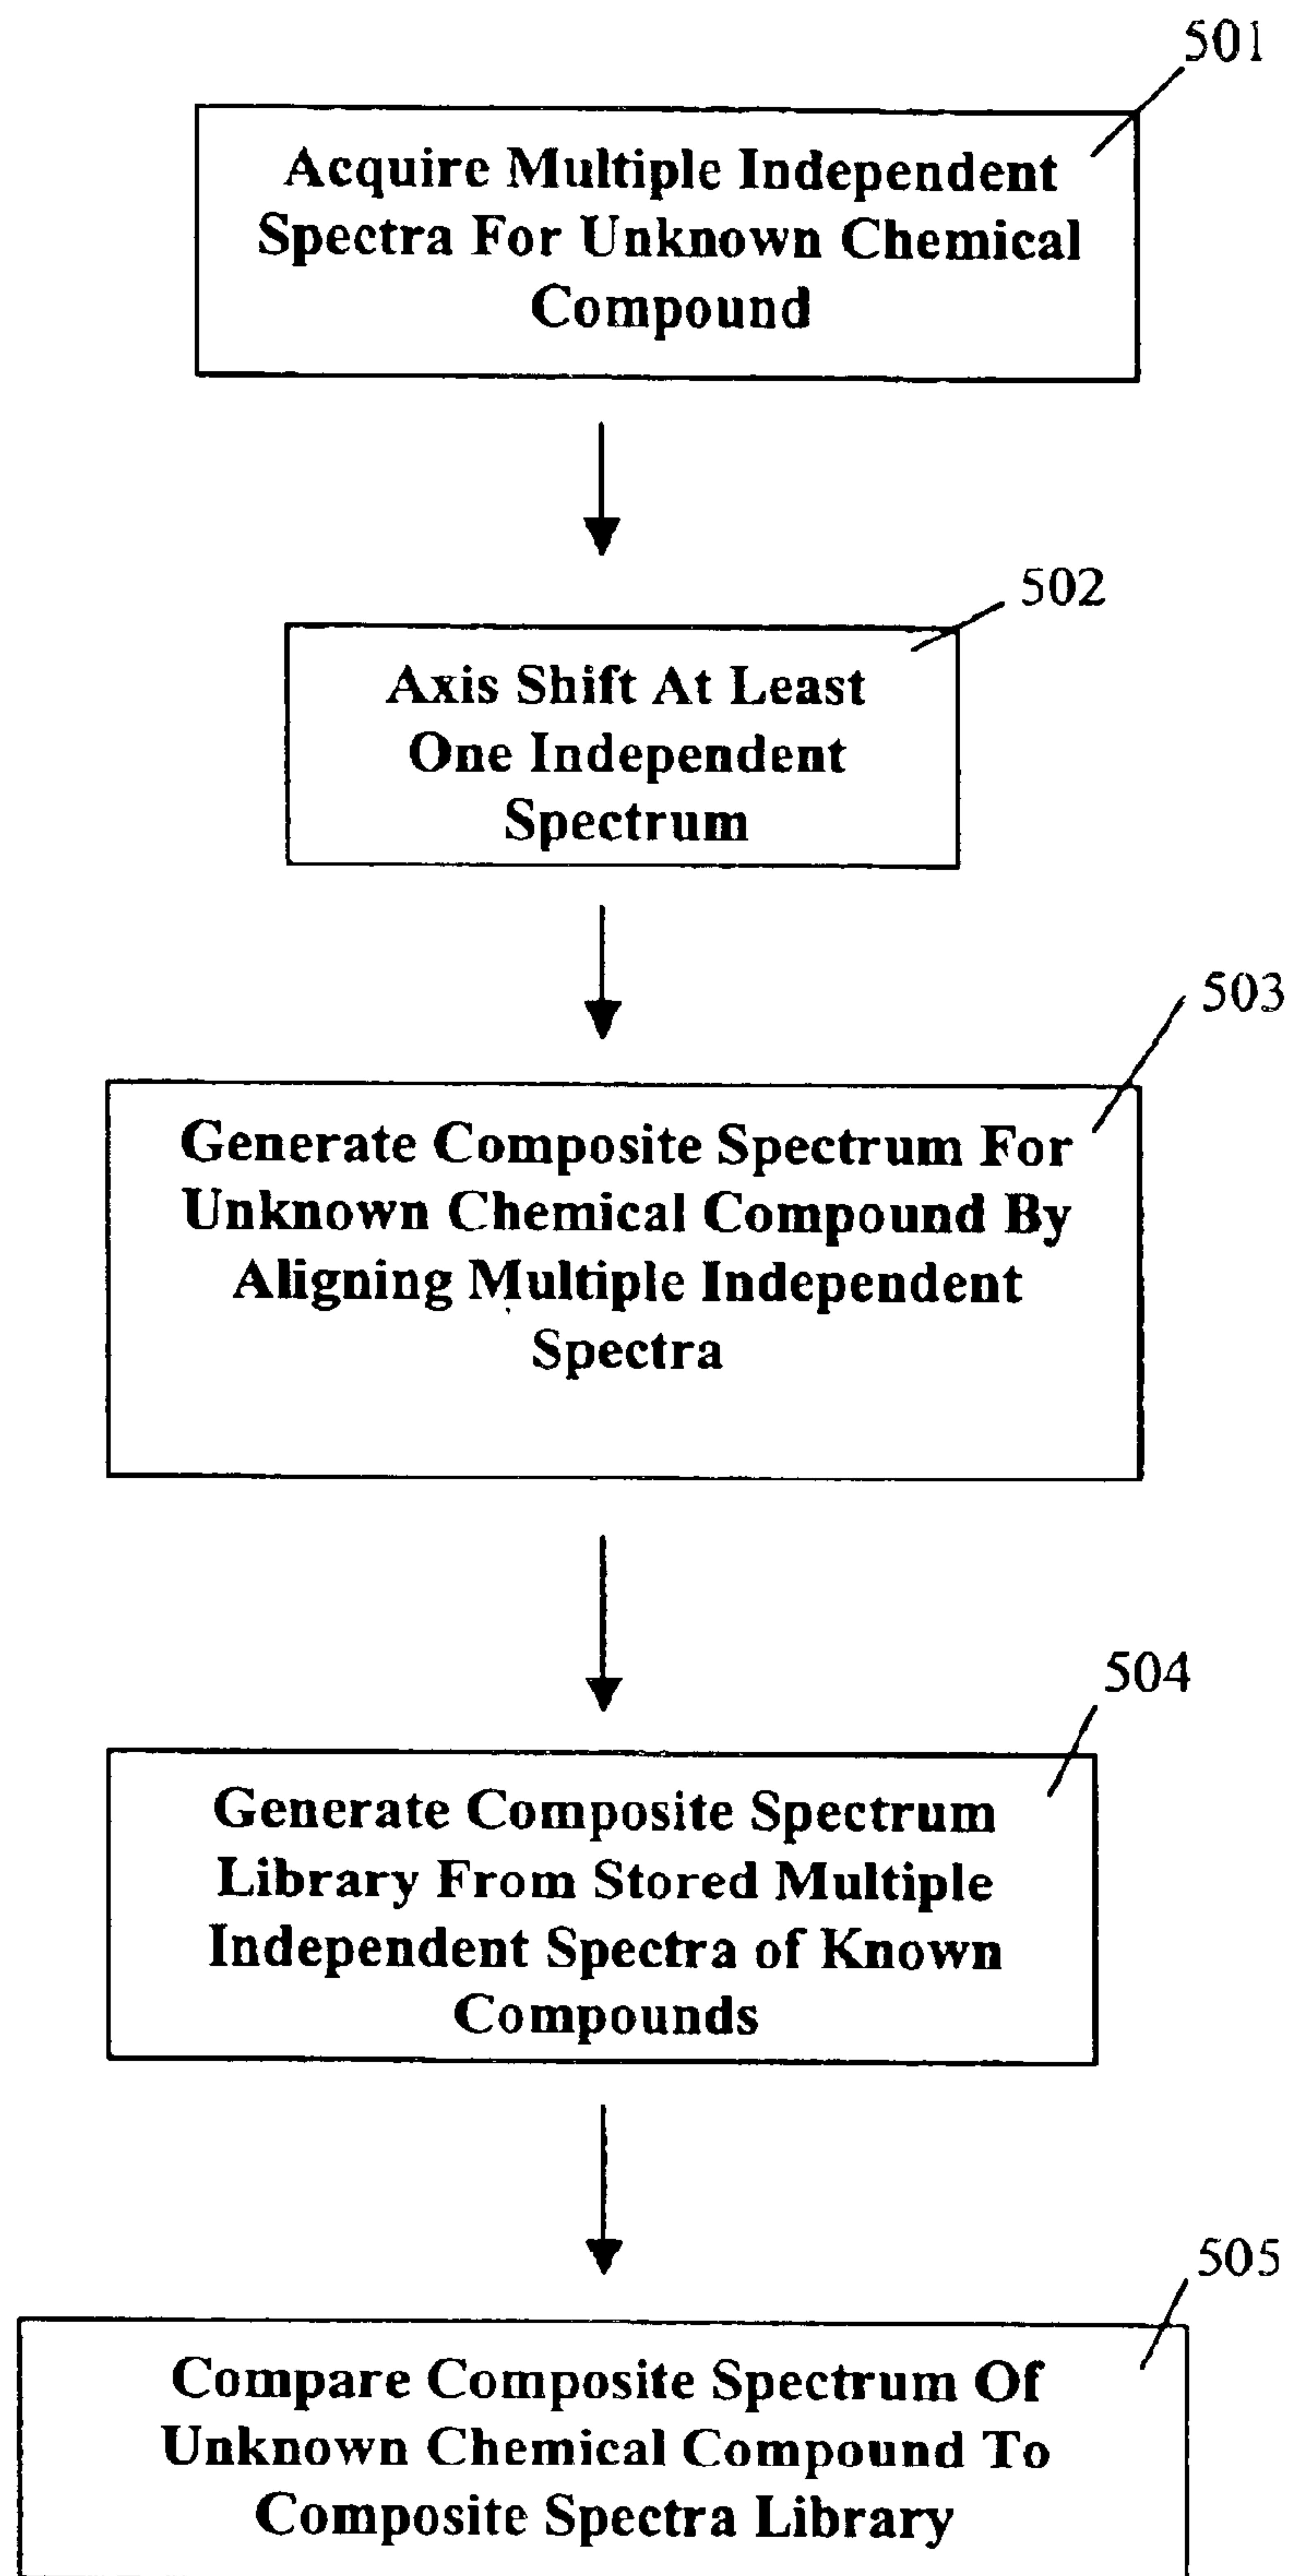 501
Acquire Multiple Independent
Spectra For Unknown Chemical
Compound
502
Axis Shift At Least
One Independent
Spectrum
503
Generate Composite Spectrum For
Unknown Chemical Compound By
Aligning Multiple Independent
Spectra
504
Generate Composite Spectrum
Library From Stored Multiple
Independent Spectra of Known
Compounds
505
Compare Composite Spectrum Of
Unknown Chemical Compound To
Composite Spectra Library